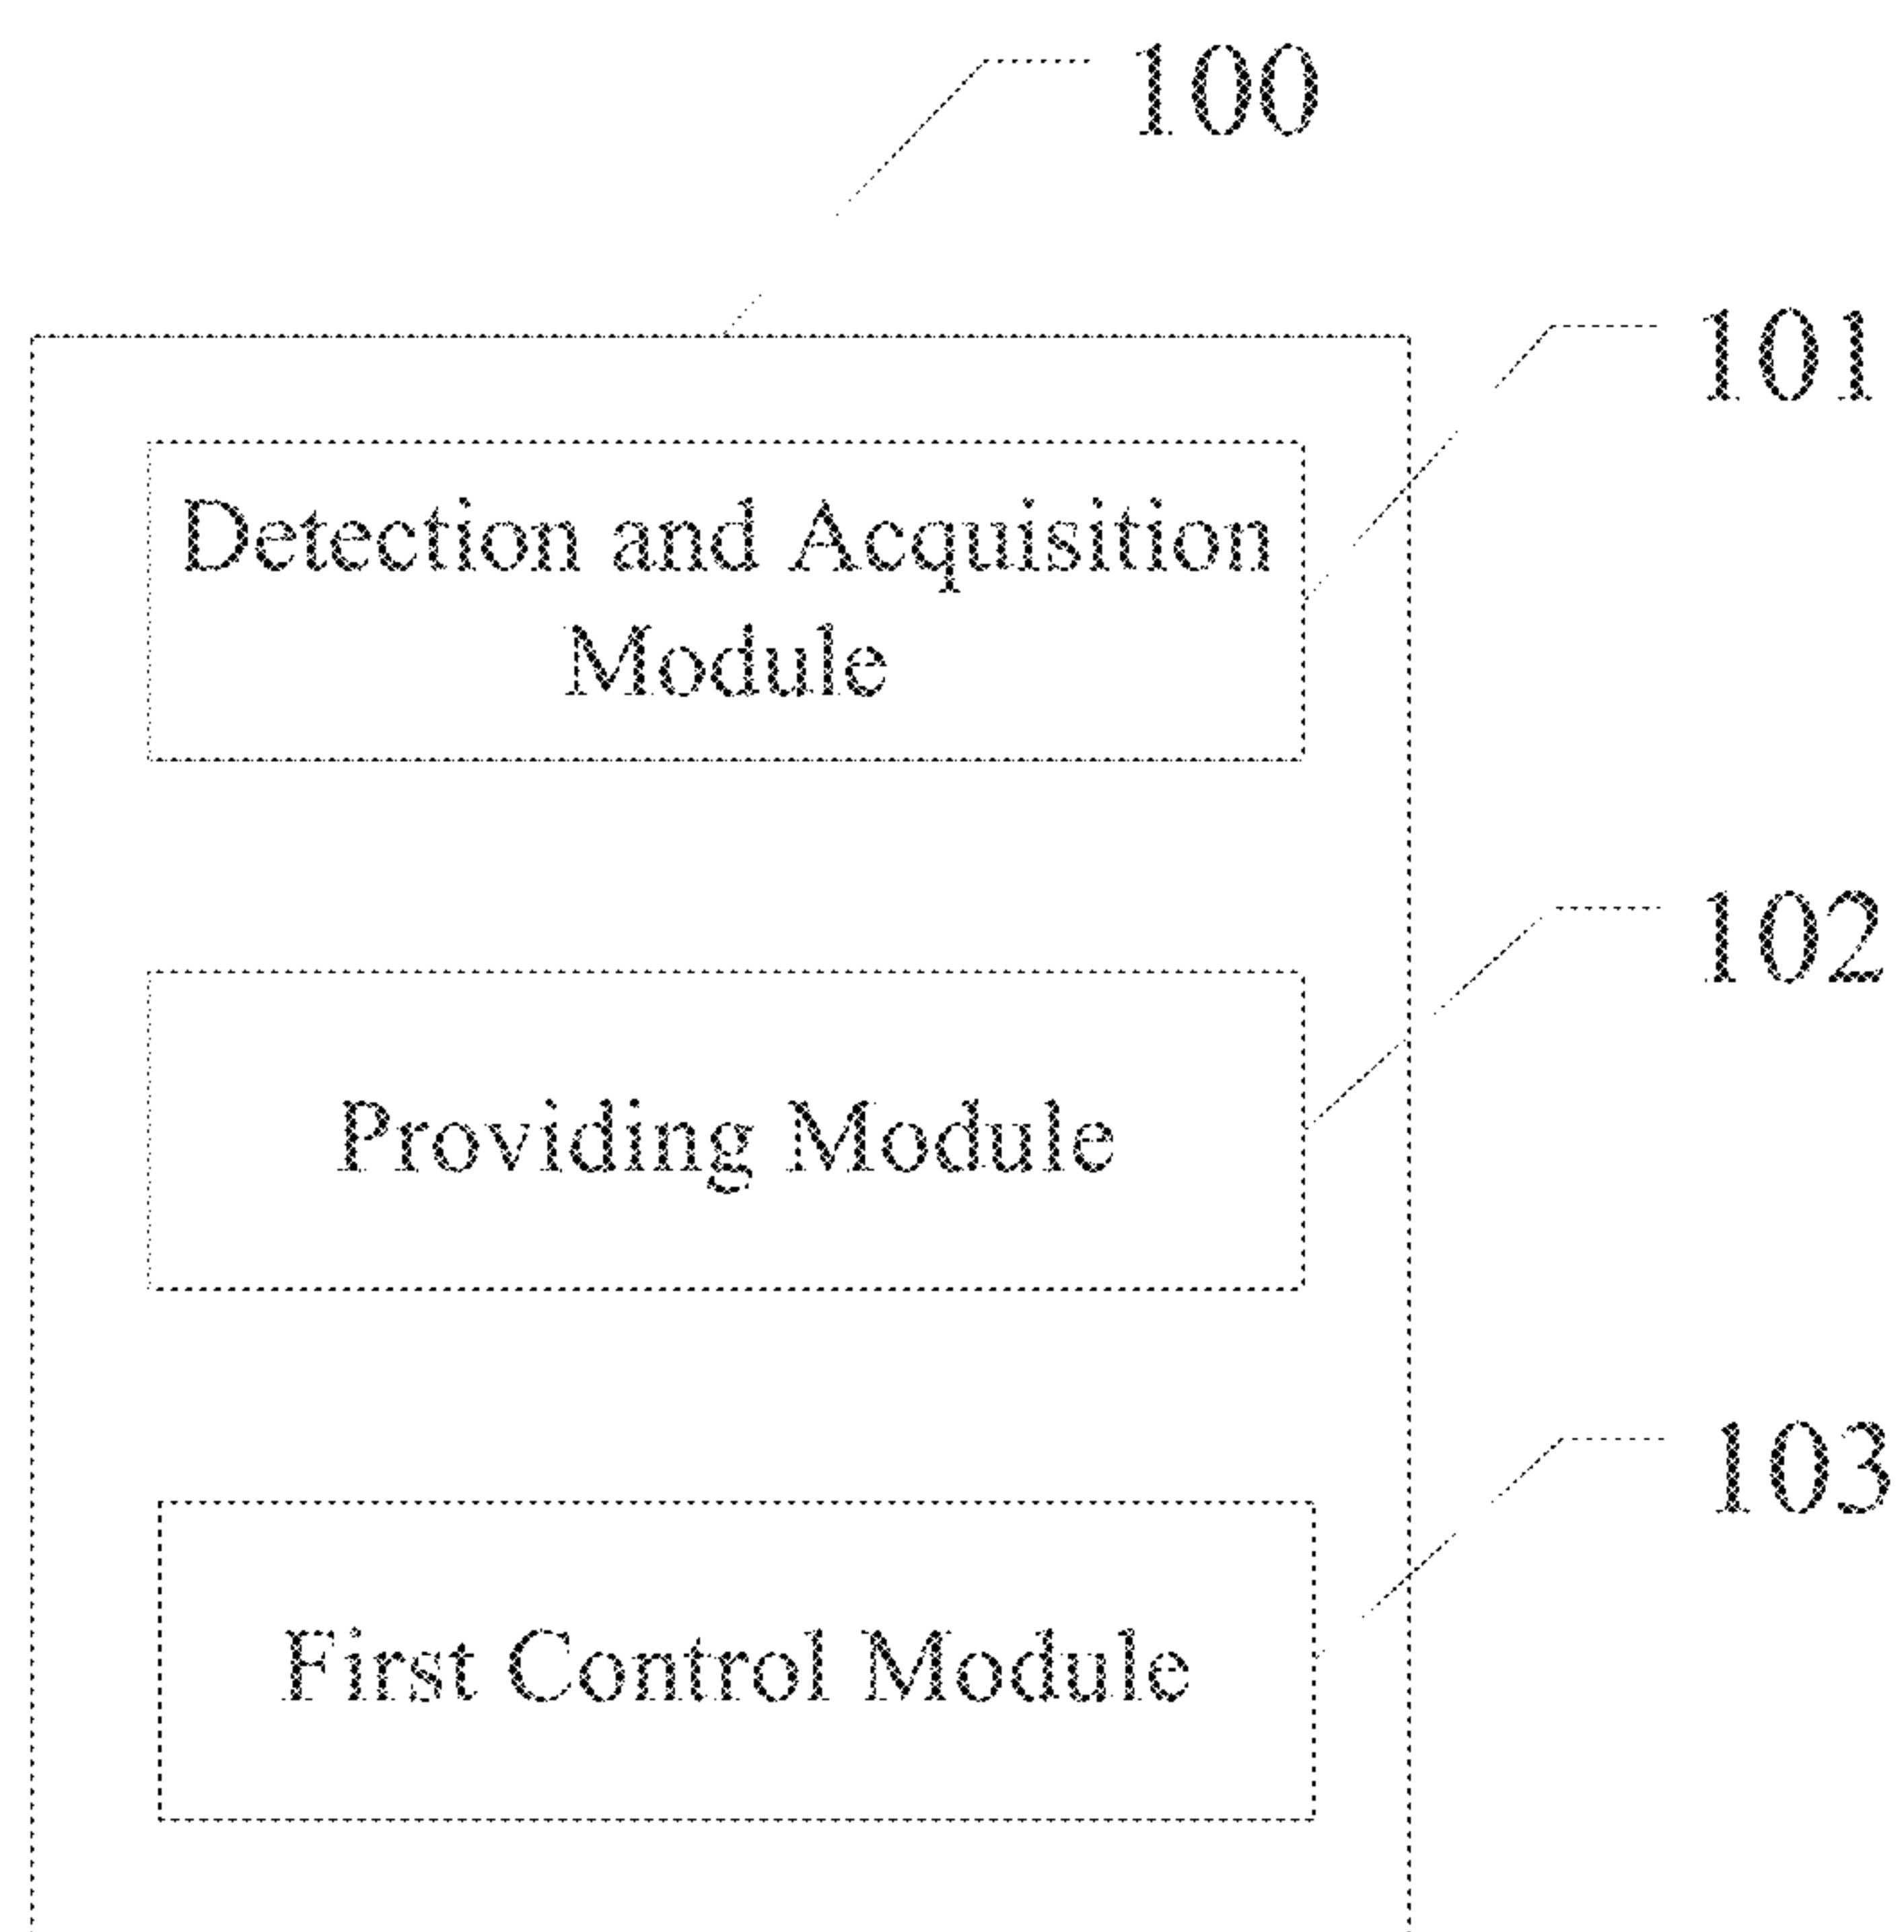 100
101
Detection and Acquisition
Module
102
Providing Module
103
First Control Module